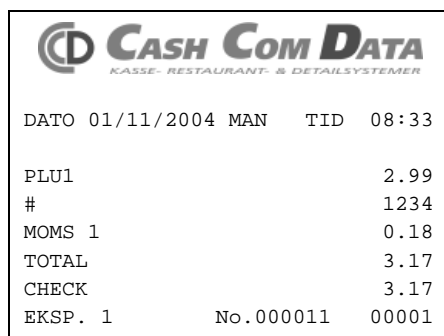 CD CASH COM DATA
KASSE- RESTAURANT- & DETAILSYSTEMER
DATO 01/11/2004 MAN TID 08:33
PLU1 2.99
# 1234
MOMS 1 0.18
TOTAL 3.17
CHECK 3.17
EKSP. 1 No.000011 00001